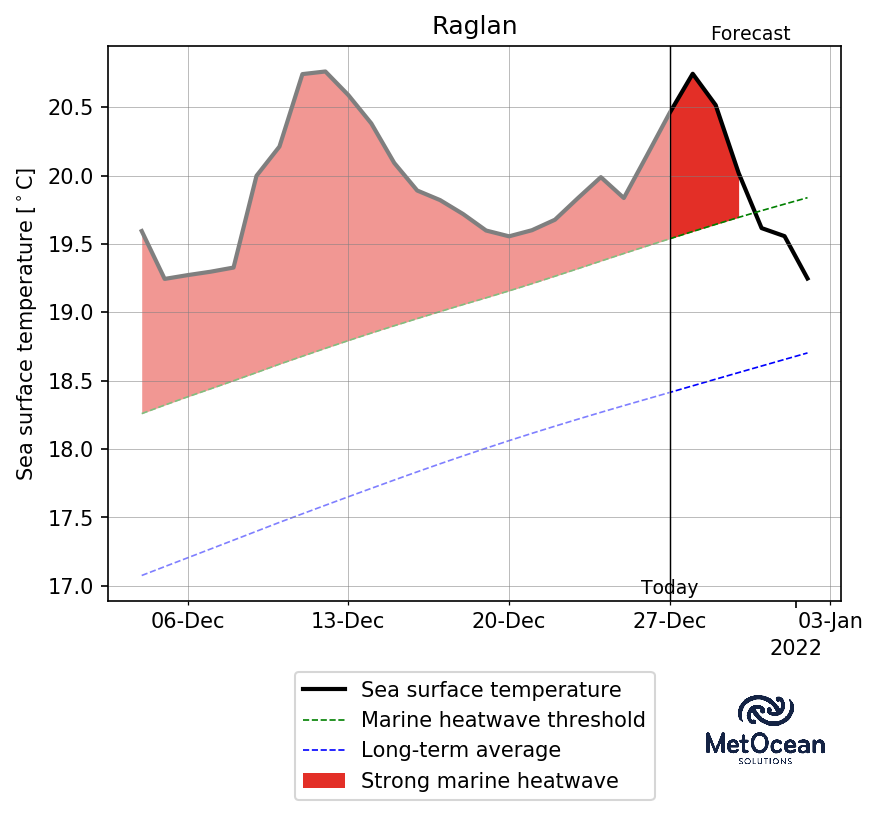 Raglan
Forecast
Sea surface temperature [°C]
20.5
20.0
19.5
19.0
18.5
18.0
17.5
17.0
Today
06-Dec 13-Dec 20-Dec 27-Dec 03-Jan
2022
Sea surface temperature
Marine heatwave threshold
Long-term average
Strong marine heatwave
MetOcean
SOLUTIONS